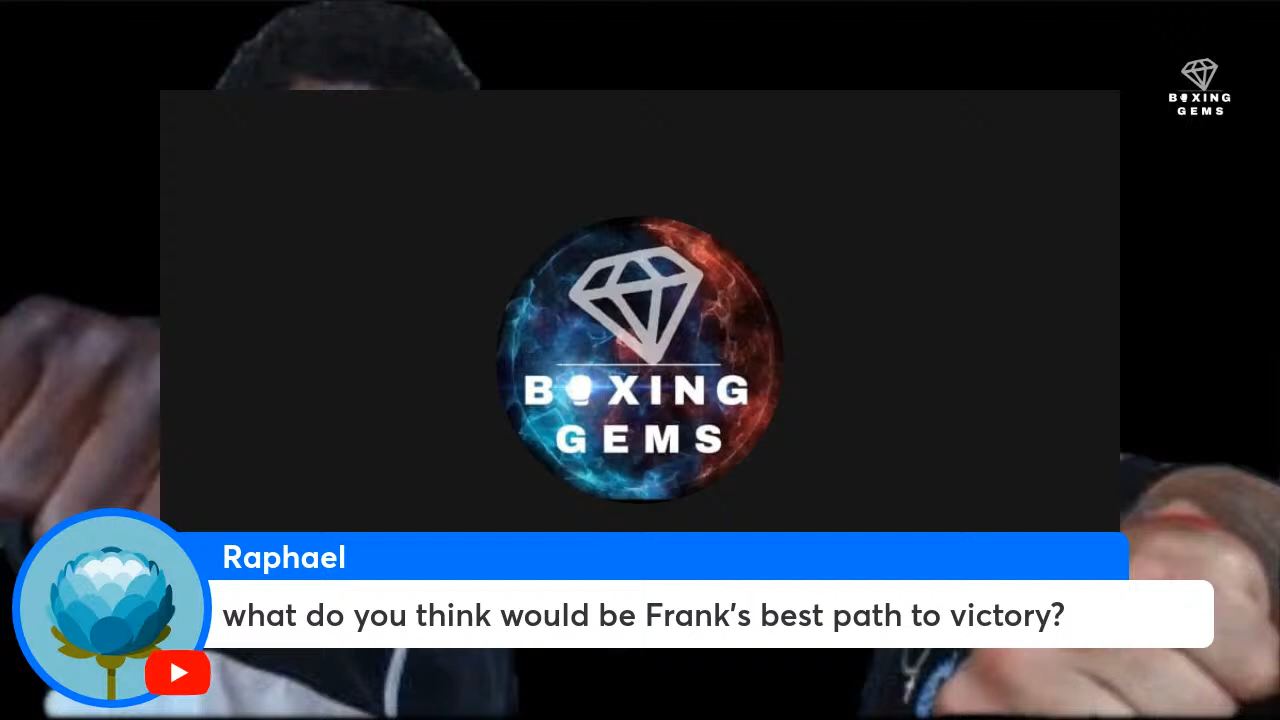 BOXING
GEMS
BOXING
GEMS
Raphael
what do you think would be Frank's best path to victory?